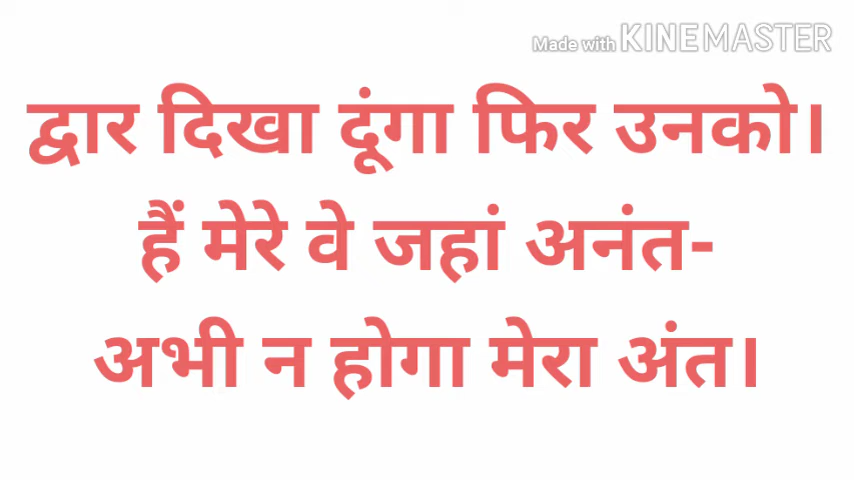 Made with KINEMASTER
द्वार दिखा दूंगा फिर उनको।
हैं मेरे वे जहां अनंत-
अभी न होगा मेरा अंत।